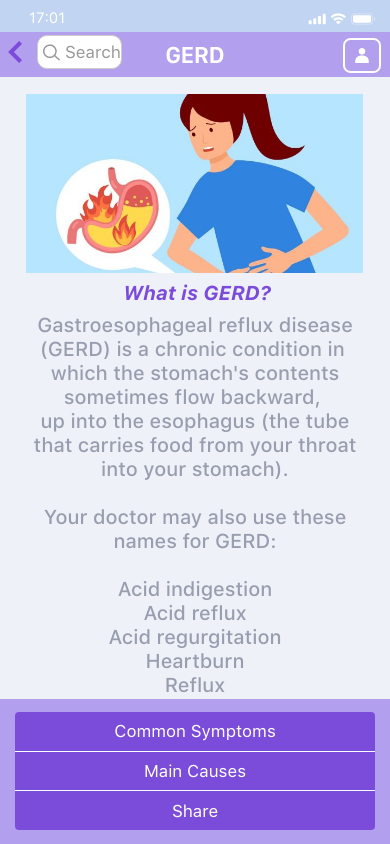 17:01
Search
GERD
What is GERD?
Gastroesophageal reflux disease
(GERD) is a chronic condition in
which the stomach's contents
sometimes flow backward,
up into the esophagus (the tube
that carries food from your throat
into your stomach).
Your doctor may also use these
names for GERD:
Acid indigestion
Acid reflux
Acid regurgitation
Heartburn
Reflux
Common Symptoms
Main Causes
Share